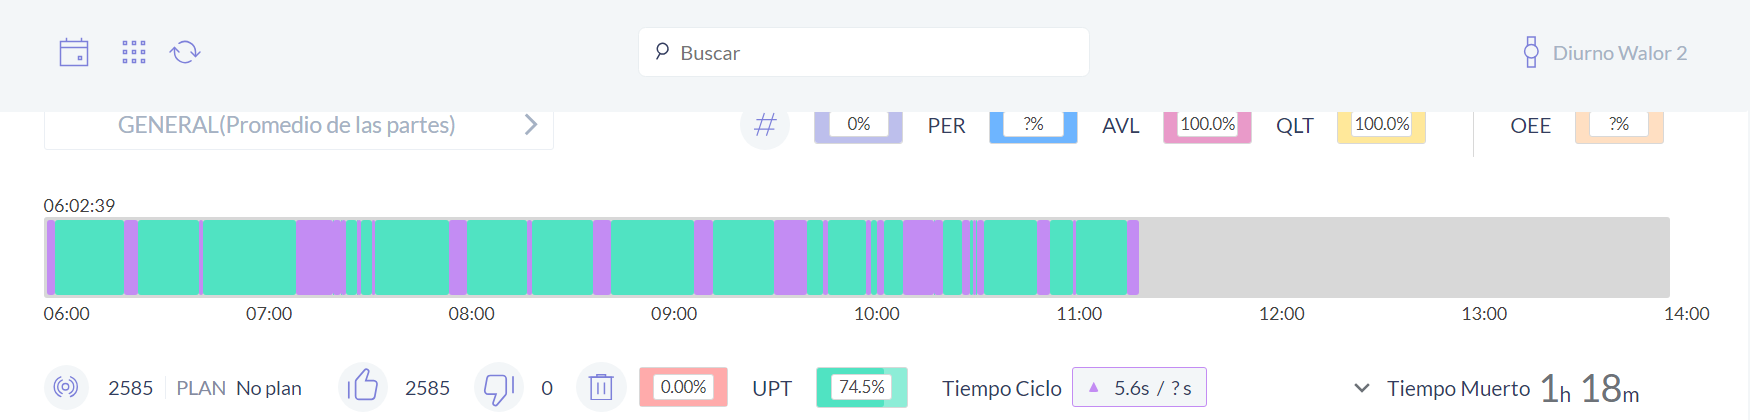 Buscar
Diurno Walor 2
GENERAL(Promedio de las partes)
# 0% PER ?% AVL 100.0% QLT 100.0% OEE ?%
06:02:39
06:00 07:00 08:00 09:00 10:00 11:00 12:00 13:00 14:00
2585 PLAN No plan 2585 0 0.00% UPT 74.5% Tiempo Ciclo 5.6s / ? s Tiempo Muerto 1h 18m